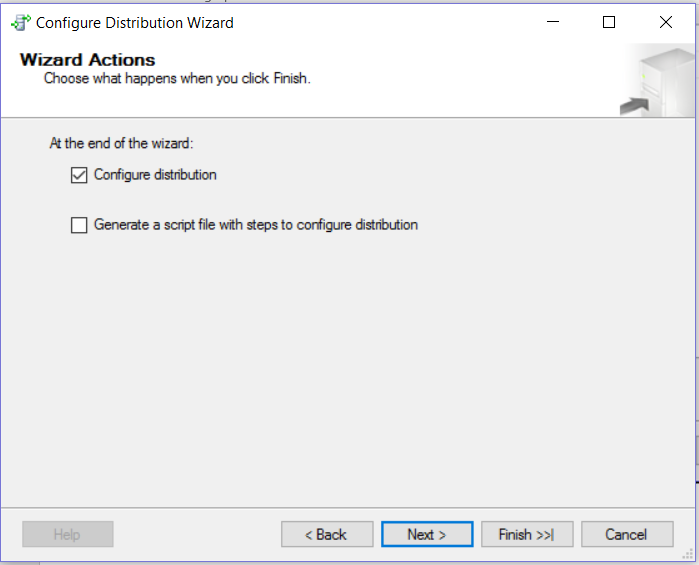 Configure Distribution Wizard
Wizard Actions
Choose what happens when you click Finish.
At the end of the wizard:
Configure distribution
Generate a script file with steps to configure distribution
Help
< Back
Next >
Finish >>|
Cancel